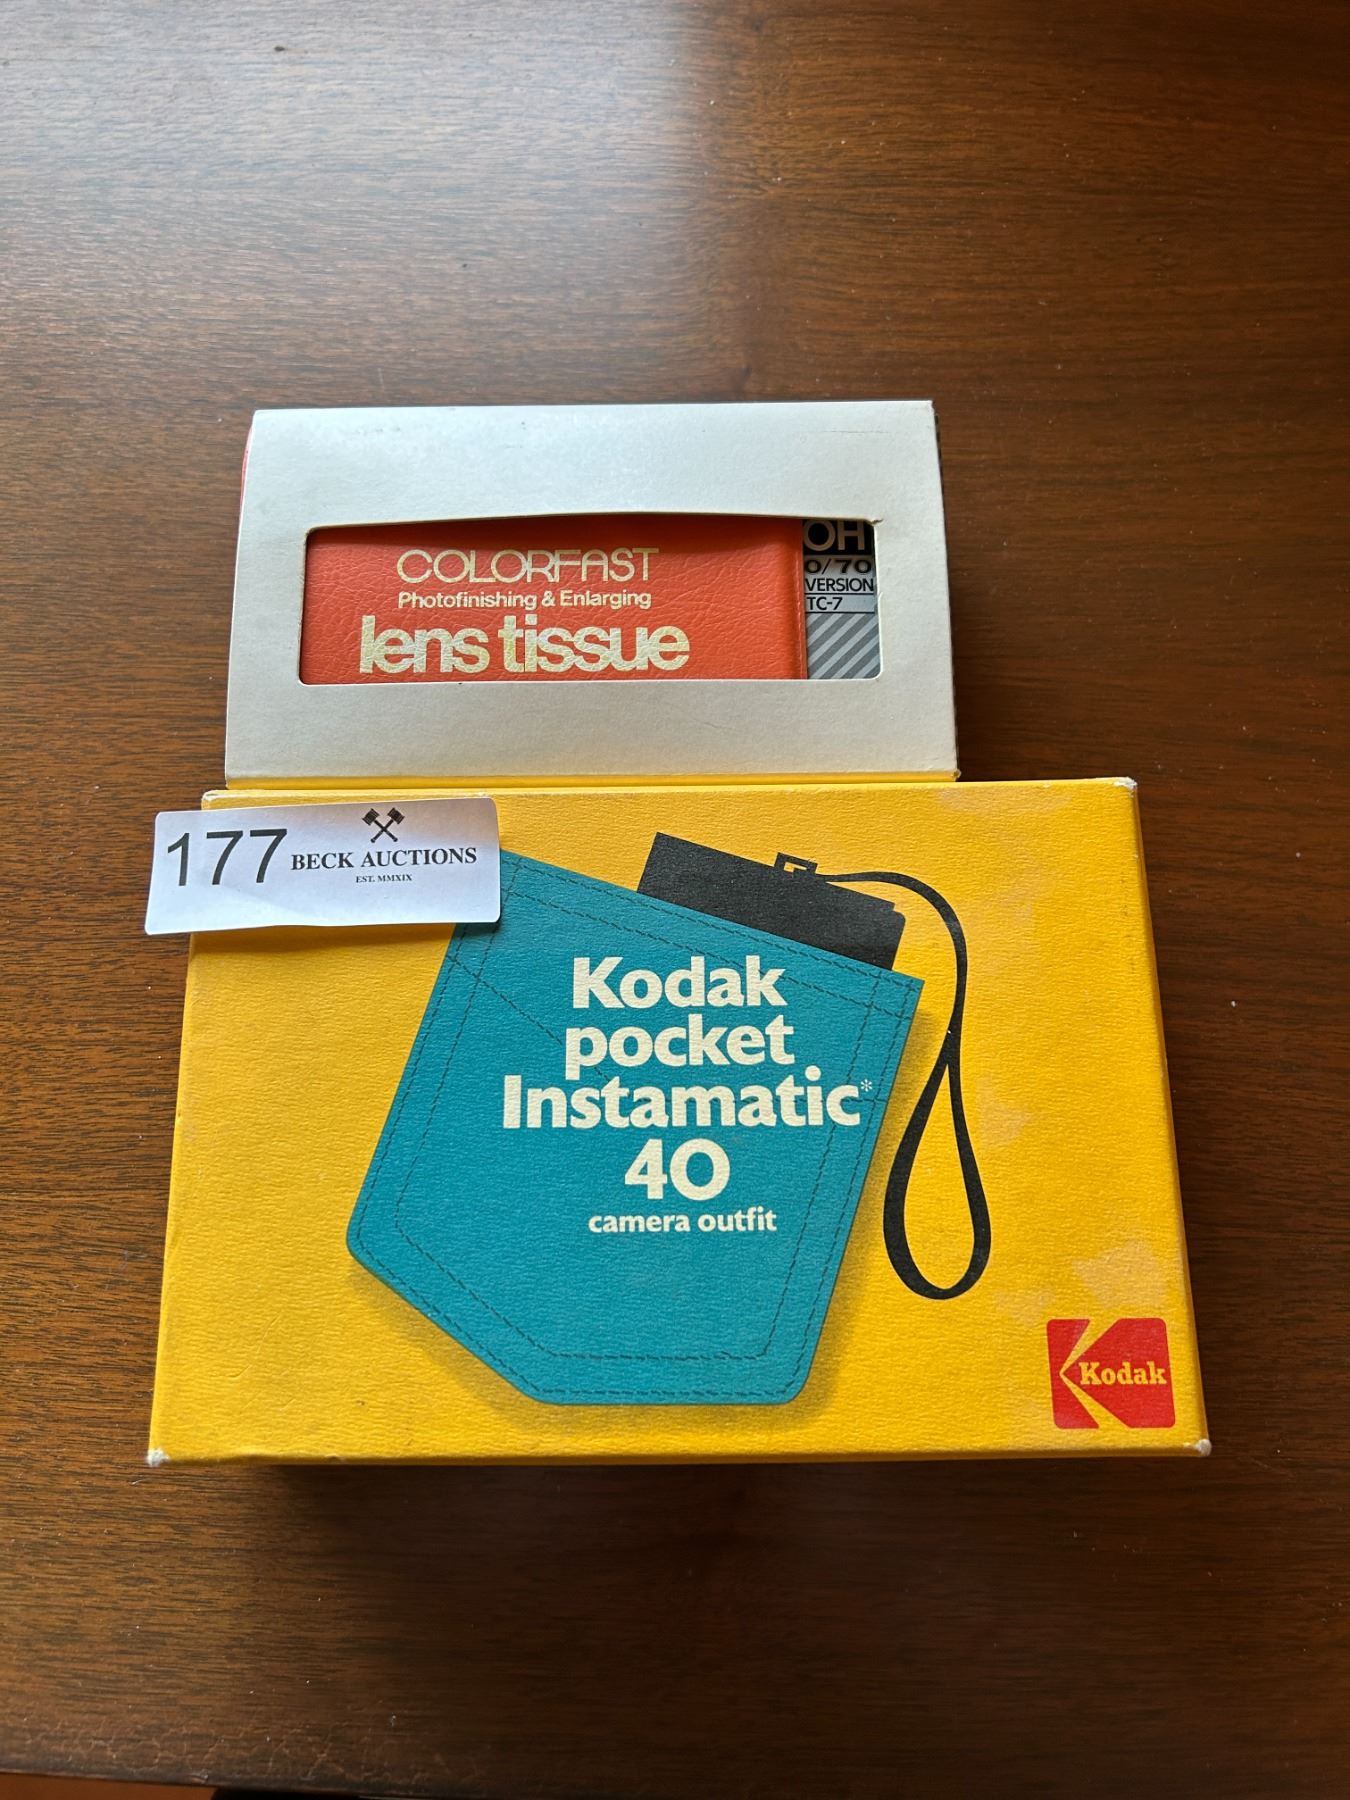 COLORFAST
Photofinishing & Enlarging
lens tissue
OH
0/70
VERSION
TC-7
177
BECK AUCTIONS
EST. MMXIX
Kodak
pocket
Instamatic*
40
camera outfit
Kodak